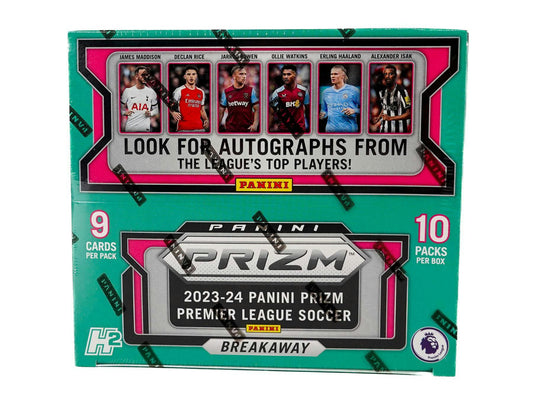 JAMES MADDISON DECLAN RICE OLLIE WATKINS ERLING HAALAND ALEXANDER ISAK
LOOK FOR AUTOGRAPHS FROM
THE LEAGUE'S TOP PLAYERS!
PANINI
9
CARDS
PER PACK
10
PACKS
PER BOX
PANINI
PRIZM
2023-24 PANINI PRIZM
PREMIER LEAGUE SOCCER
PANINI
BREAKAWAY
H2